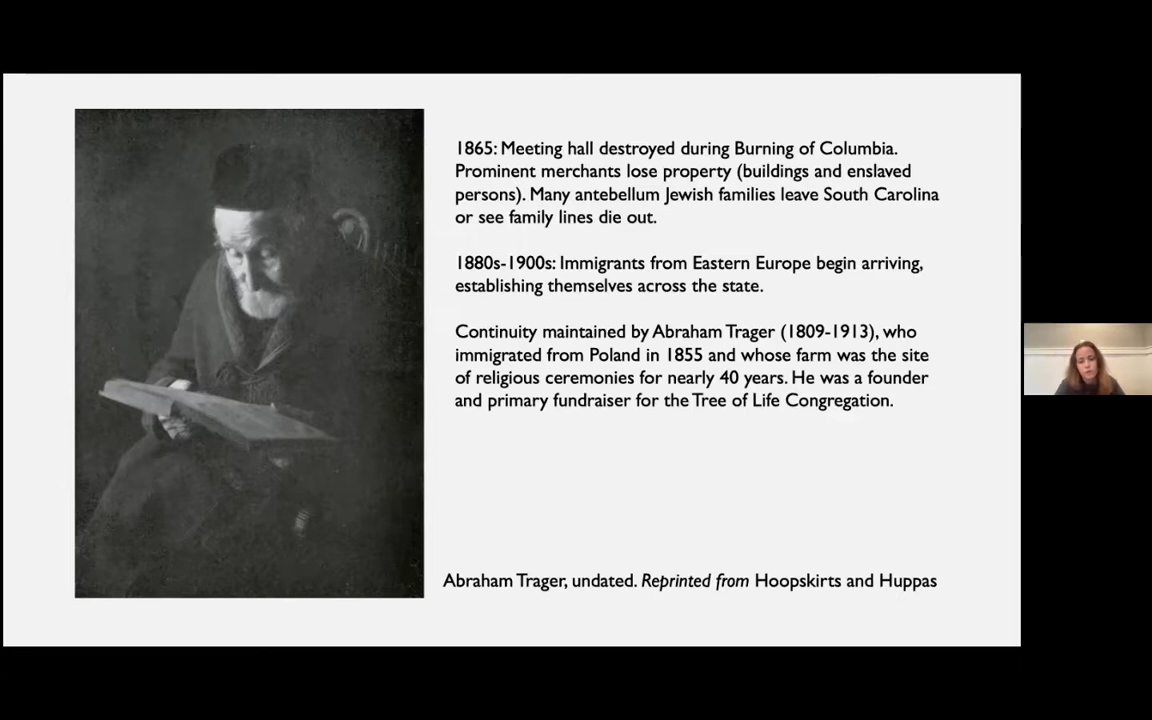 1865: Meeting hall destroyed during Burning of Columbia.
Prominent merchants lose property (buildings and enslaved
persons). Many antebellum Jewish families leave South Carolina
or see family lines die out.
1880s-1900s: Immigrants from Eastern Europe begin arriving,
establishing themselves across the state.
Continuity maintained by Abraham Trager (1809-1913), who
immigrated from Poland in 1855 and whose farm was the site
of religious ceremonies for nearly 40 years. He was a founder
and primary fundraiser for the Tree of Life Congregation.
Abraham Trager, undated. Reprinted from Hoopskirts and Huppas